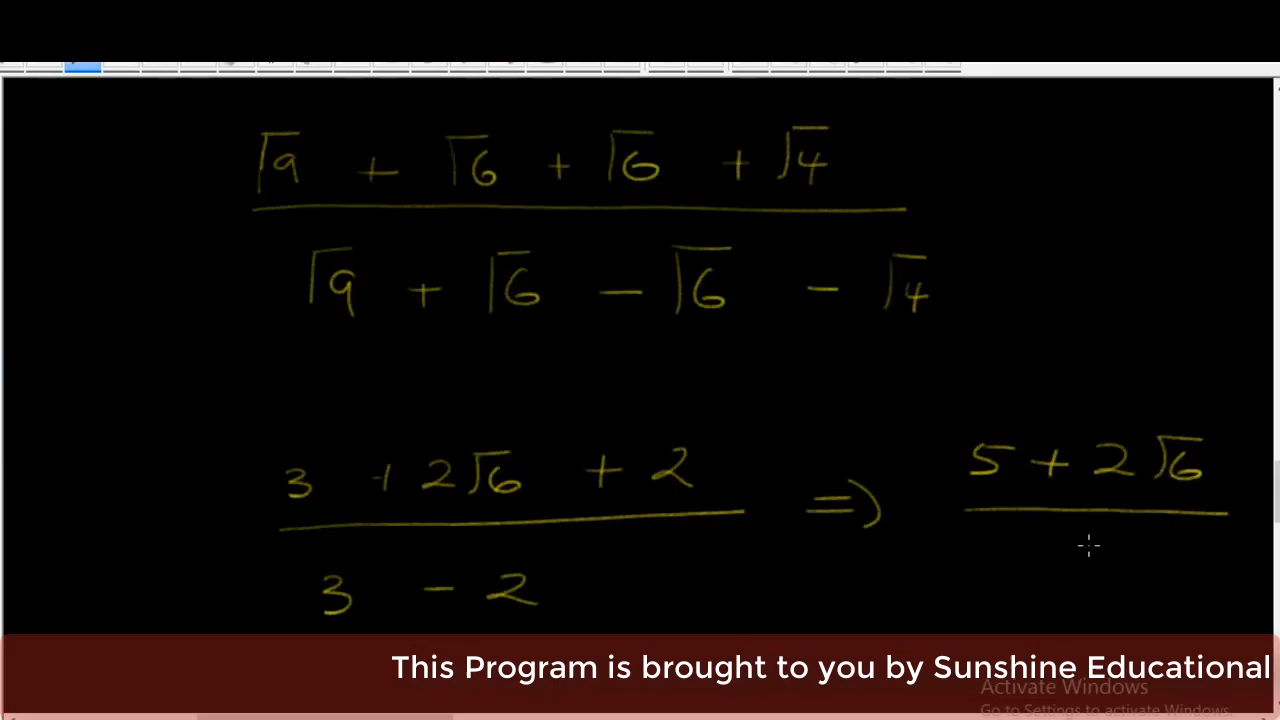 √9 + √6 + √6 + √4
√9 + √6 − √6 − √4
3 + 2√6 + 2 ⇒ 5 + 2√6
3 − 2
This Program is brought to you by Sunshine Educational
Activate Windows
Go to Settings to activate Windows.